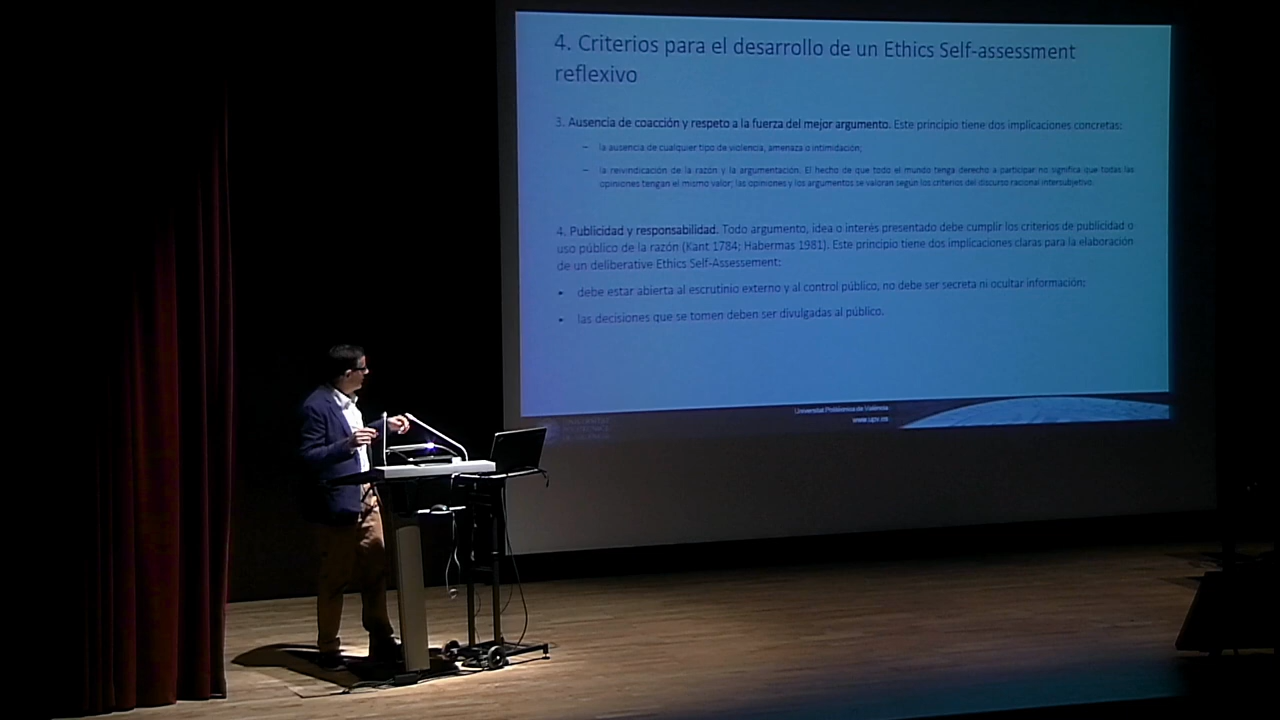 4. Criterios para el desarrollo de un Ethics Self-assessment
reflexivo
3. Ausencia de coacción y respeto a la fuerza del mejor argumento. Este principio tiene dos implicaciones concretas:
– la ausencia de cualquier tipo de violencia, amenaza o intimidación;
– la reivindicación de la razón y la argumentación. El hecho de que todo el mundo tenga derecho a participar no significa que todas las
opiniones tengan el mismo valor; las opiniones y los argumentos se valoran según los criterios del discurso racional intersubjetivo.
4. Publicidad y responsabilidad. Todo argumento, idea o interés presentado debe cumplir los criterios de publicidad o
uso público de la razón (Kant 1784; Habermas 1981). Este principio tiene dos implicaciones claras para la elaboración
de un deliberative Ethics Self-Assessement:
• debe estar abierta al escrutinio externo y al control público, no debe ser secreta ni ocultar información;
• las decisiones que se tomen deben ser divulgadas al público.
Universitat Politècnica de València
www.upv.es